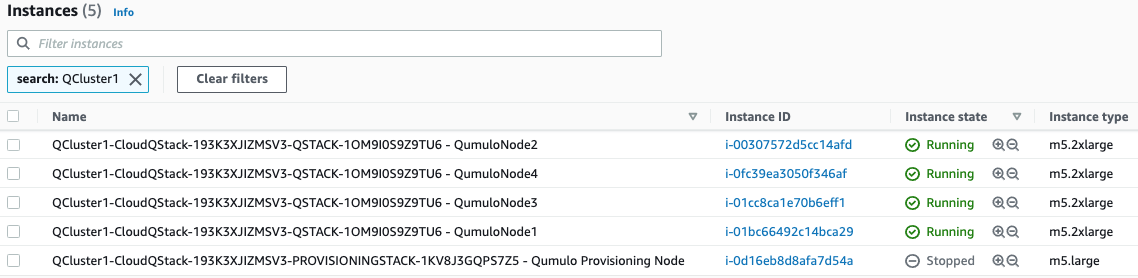 Instances (5) Info
Filter instances
search: QCluster1 Clear filters
Name Instance ID Instance state Instance type
QCluster1-CloudQStack-193K3XJIZMSV3-QSTACK-1OM9I0S9Z9TU6 - QumuloNode2 i-00307572d5cc14afd Running m5.2xlarge
QCluster1-CloudQStack-193K3XJIZMSV3-QSTACK-1OM9I0S9Z9TU6 - QumuloNode4 i-0fc39ea3050f346af Running m5.2xlarge
QCluster1-CloudQStack-193K3XJIZMSV3-QSTACK-1OM9I0S9Z9TU6 - QumuloNode3 i-01cc8ca1e70b6eff1 Running m5.2xlarge
QCluster1-CloudQStack-193K3XJIZMSV3-QSTACK-1OM9I0S9Z9TU6 - QumuloNode1 i-01bc66492c14bca29 Running m5.2xlarge
QCluster1-CloudQStack-193K3XJIZMSV3-PROVISIONINGSTACK-1KV8J3GQPS7Z5 - Qumulo Provisioning Node i-0d16eb8d8afa7d54a Stopped m5.large